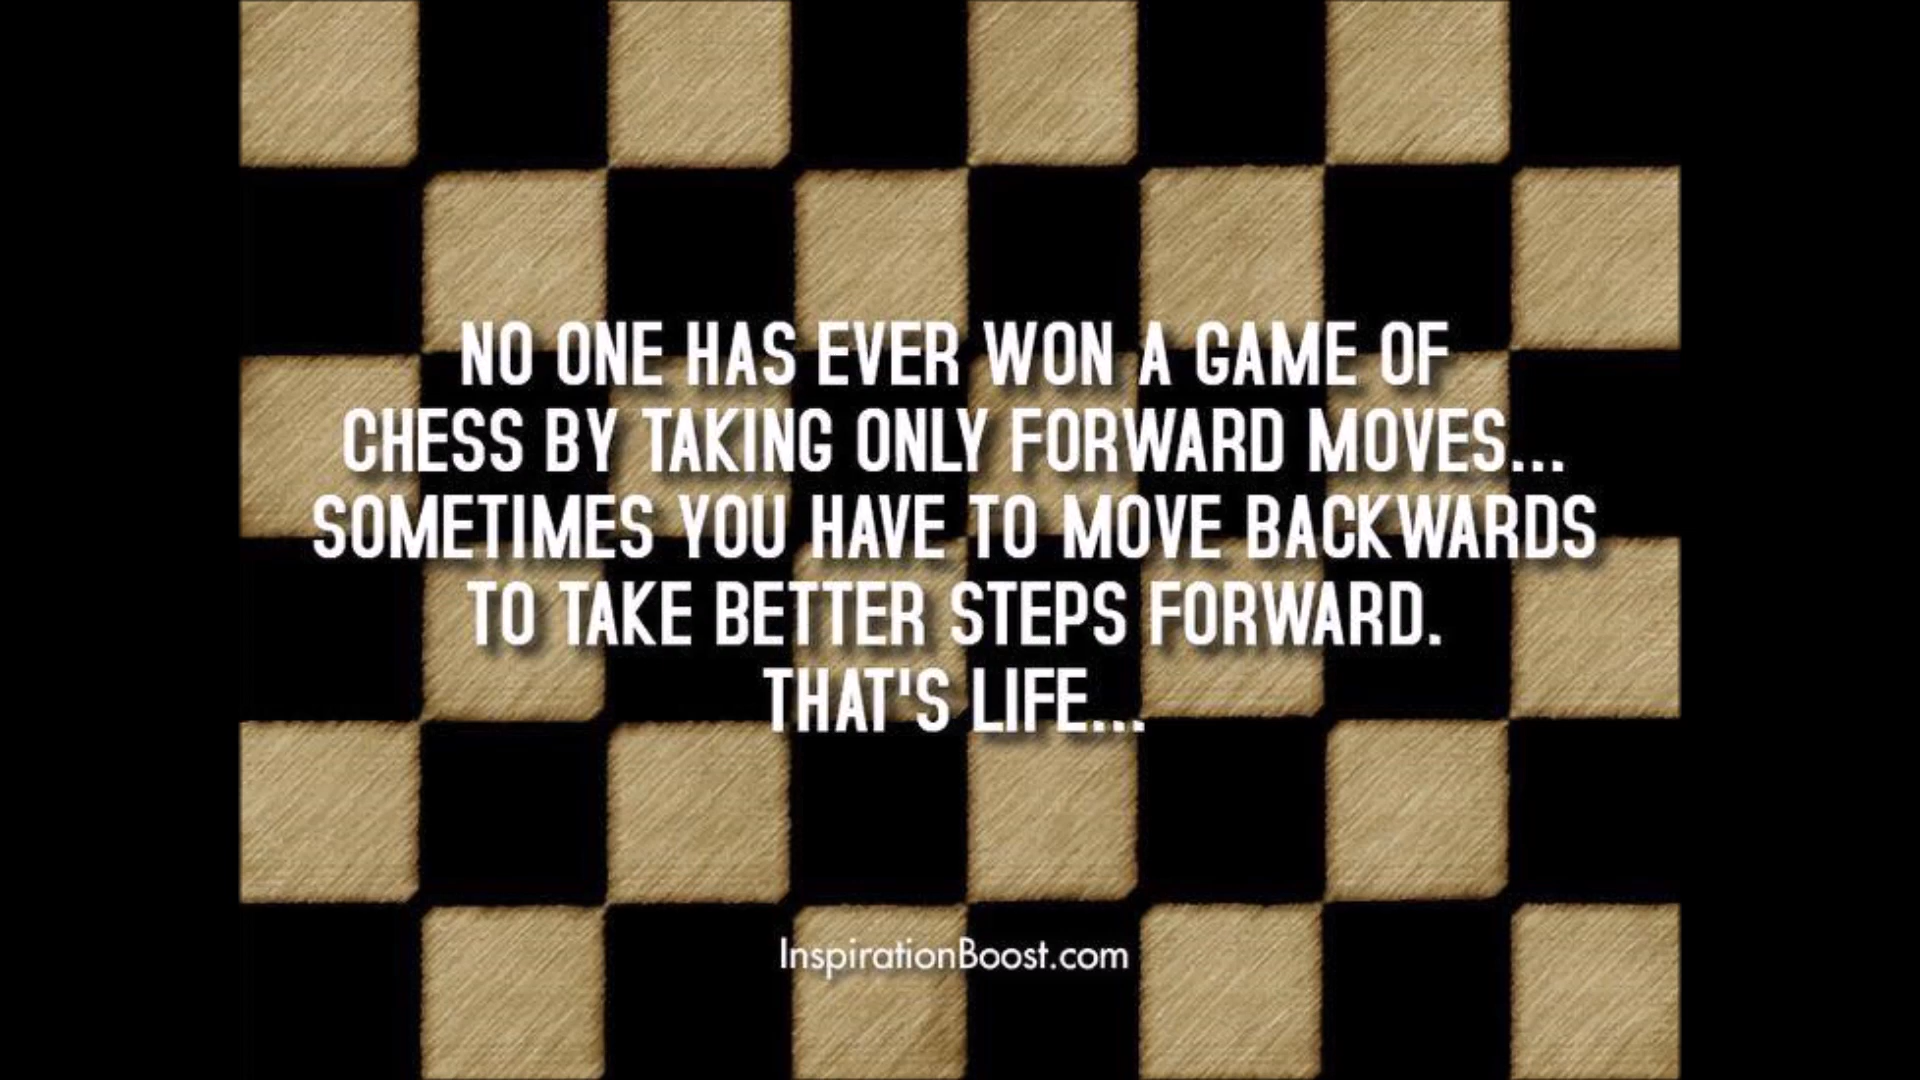 NO ONE HAS EVER WON A GAME OF
CHESS BY TAKING ONLY FORWARD MOVES...
SOMETIMES YOU HAVE TO MOVE BACKWARDS
TO TAKE BETTER STEPS FORWARD.
THAT'S LIFE...
InspirationBoost.com